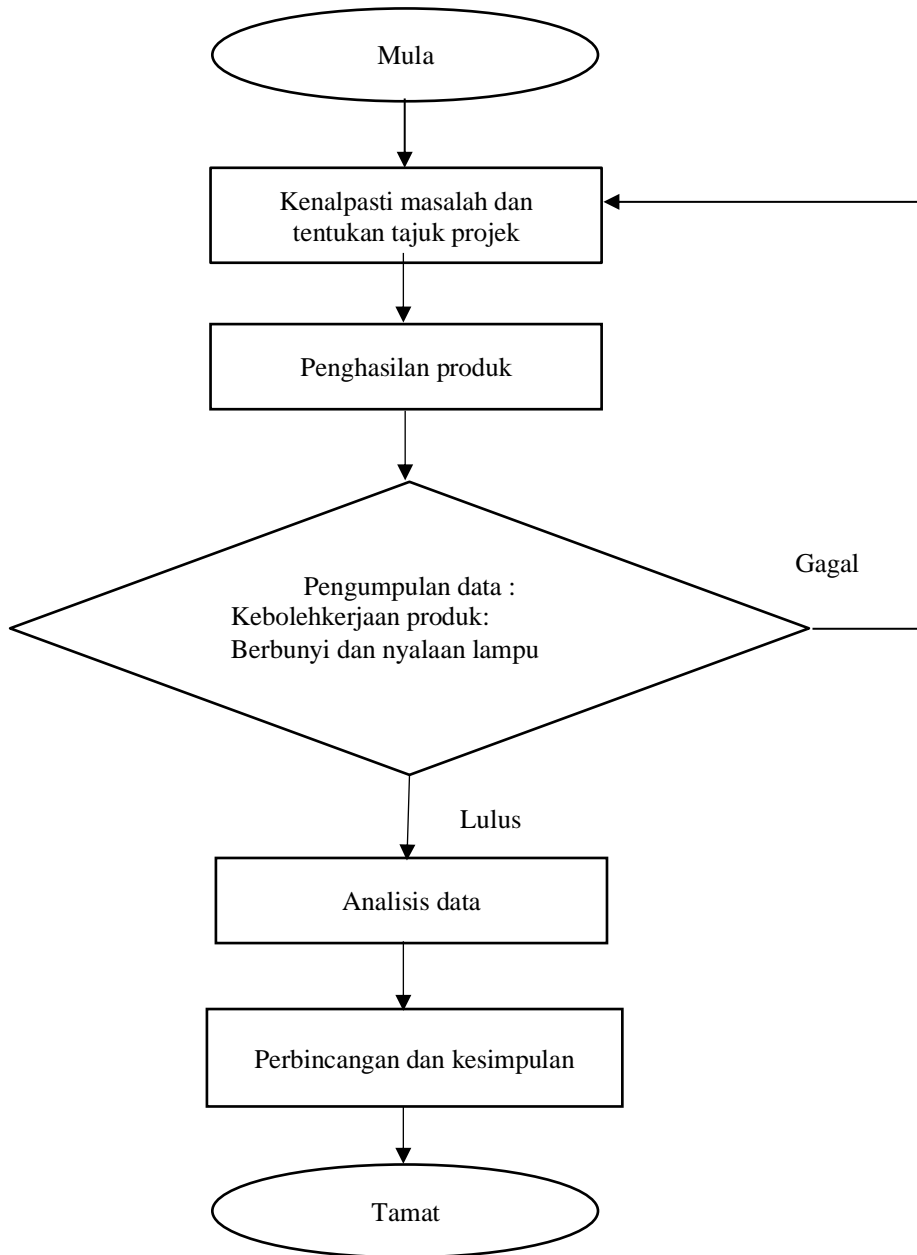 Mula
Kenalpasti masalah dan
tentukan tajuk projek
Penghasilan produk
Gagal
Pengumpulan data :
Kebolehkerjaan produk:
Berbunyi dan nyalaan lampu
Lulus
Analisis data
Perbincangan dan kesimpulan
Tamat